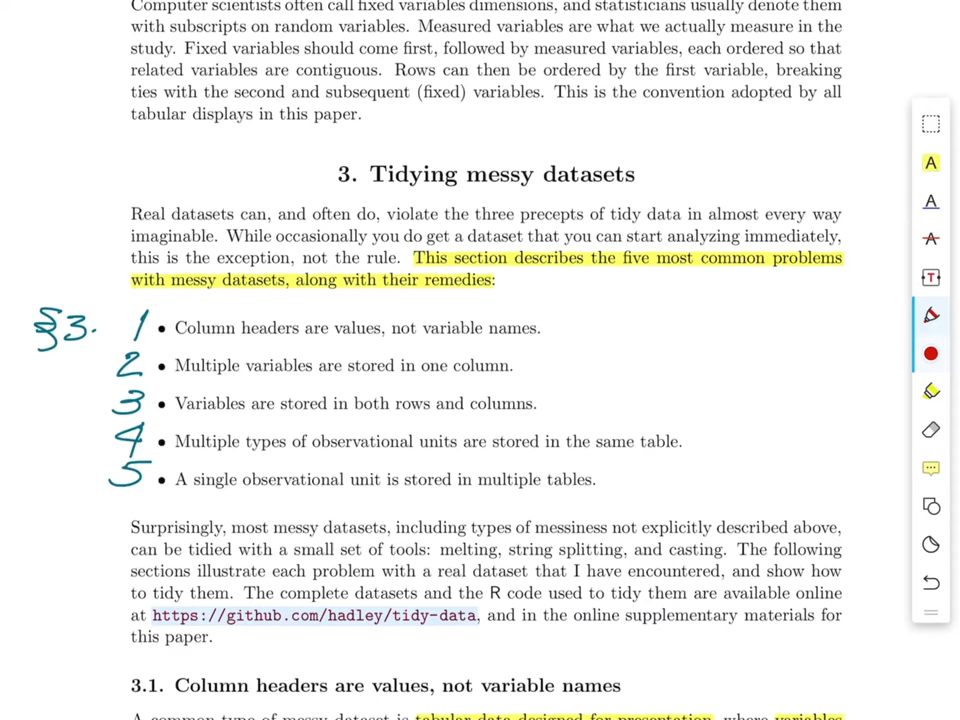 Computer scientists often call fixed variables dimensions, and statisticians usually denote them
with subscripts on random variables. Measured variables are what we actually measure in the
study. Fixed variables should come first, followed by measured variables, each ordered so that
related variables are contiguous. Rows can then be ordered by the first variable, breaking
ties with the second and subsequent (fixed) variables. This is the convention adopted by all
tabular displays in this paper.
3. Tidying messy datasets
Real datasets can, and often do, violate the three precepts of tidy data in almost every way
imaginable. While occasionally you do get a dataset that you can start analyzing immediately,
this is the exception, not the rule. This section describes the five most common problems
with messy datasets, along with their remedies:
§3. 1 • Column headers are values, not variable names.
2 • Multiple variables are stored in one column.
3 • Variables are stored in both rows and columns.
4 • Multiple types of observational units are stored in the same table.
5 • A single observational unit is stored in multiple tables.
Surprisingly, most messy datasets, including types of messiness not explicitly described above,
can be tidied with a small set of tools: melting, string splitting, and casting. The following
sections illustrate each problem with a real dataset that I have encountered, and show how
to tidy them. The complete datasets and the R code used to tidy them are available online
at https://github.com/hadley/tidy-data, and in the online supplementary materials for
this paper.
3.1. Column headers are values, not variable names
A common type of messy dataset is tabular data designed for presentation, where variables
A
A
A
T